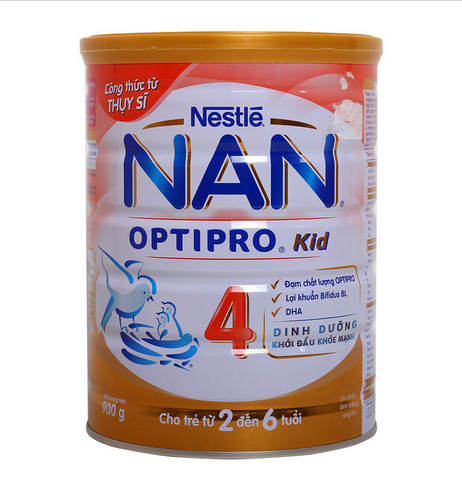 Công thức từ
THỤY SĨ
Nestlé
NAN
OPTIPRO® Kid
4
Đạm chất lượng OPTIPRO
Lợi khuẩn Bifidus BL
DHA
DINH DƯỠNG
KHỞI ĐẦU KHỎE MẠNH
900 g
Cho trẻ từ 2 đến 6 tuổi